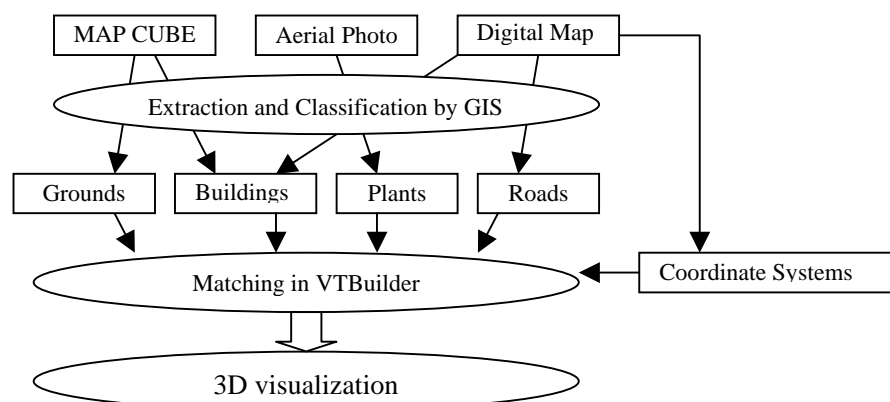 MAP CUBE
Aerial Photo
Digital Map
Extraction and Classification by GIS
Grounds
Buildings
Plants
Roads
Matching in VTBuilder
Coordinate Systems
3D visualization